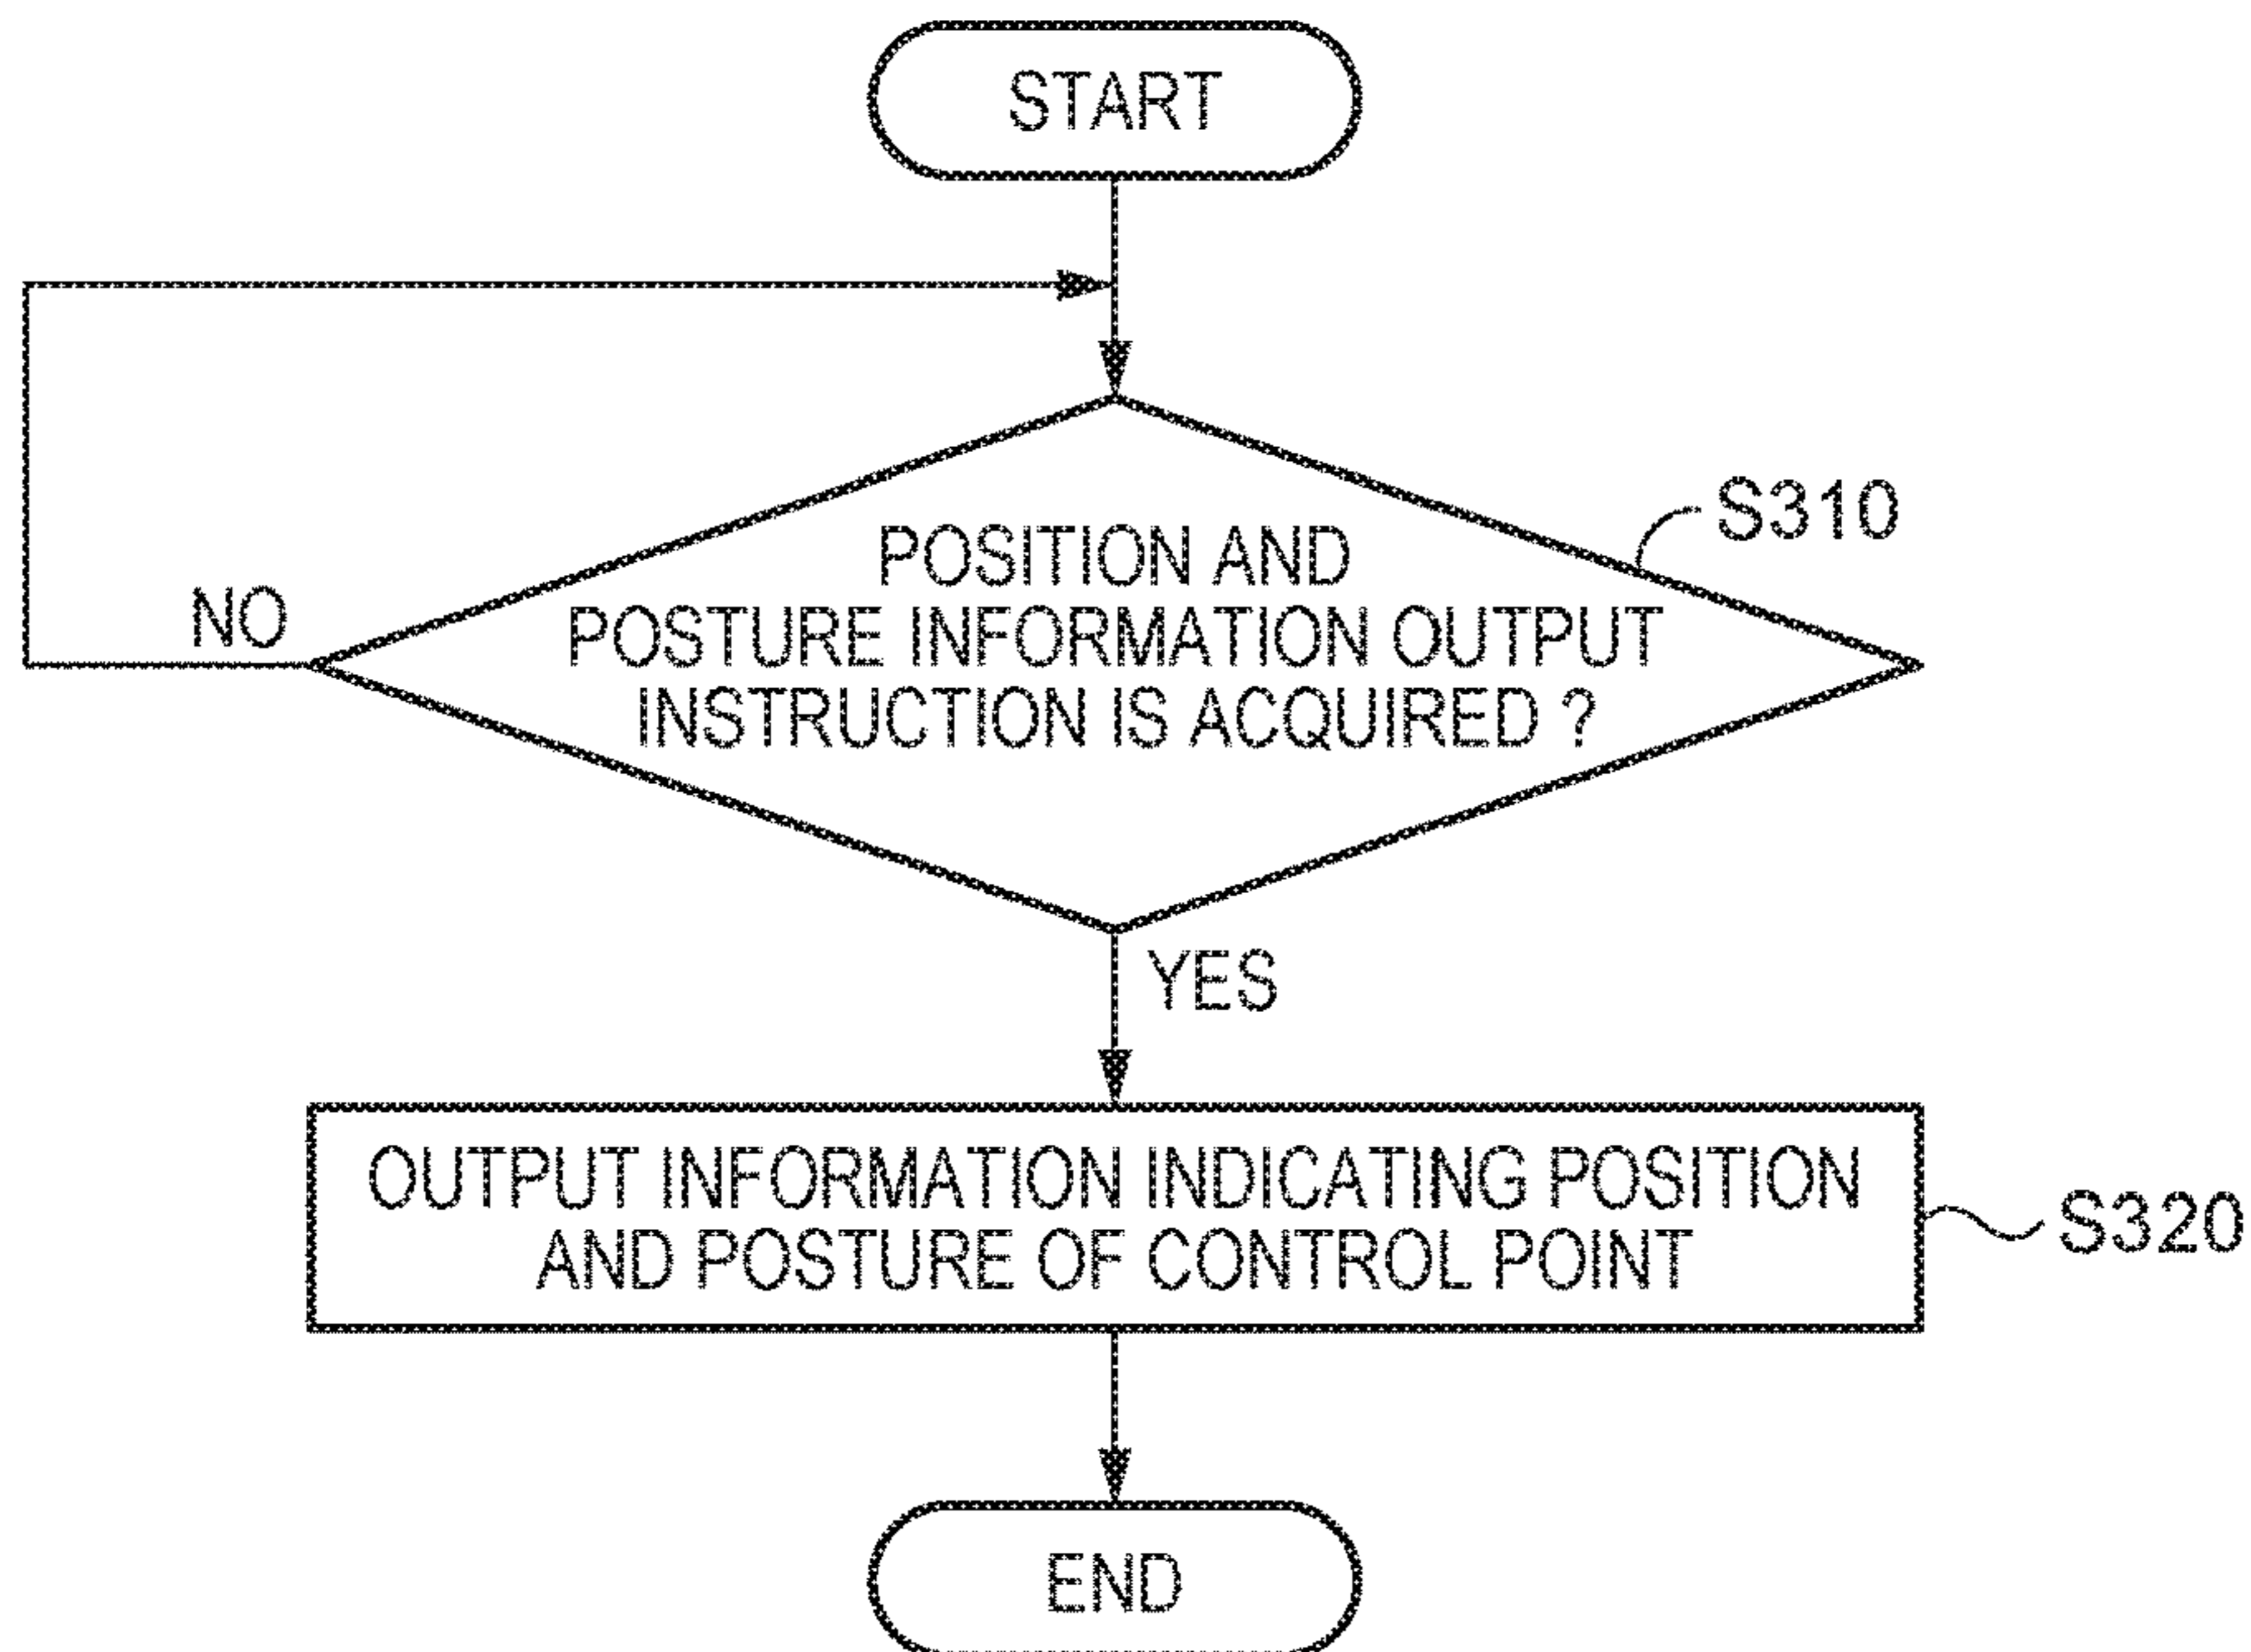 START
POSITION AND
POSTURE INFORMATION OUTPUT
INSTRUCTION IS ACQUIRED ?
S310
NO
YES
OUTPUT INFORMATION INDICATING POSITION
AND POSTURE OF CONTROL POINT
S320
END